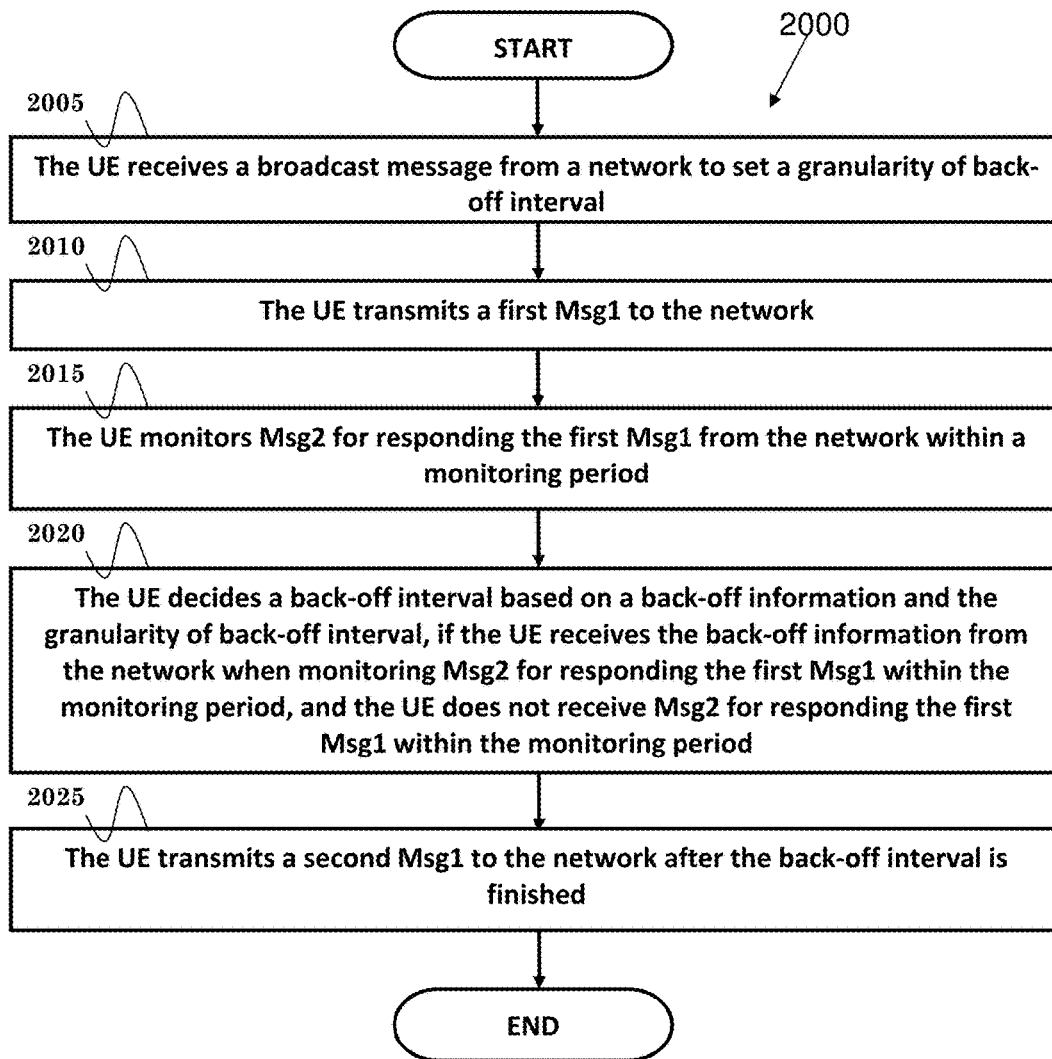 START
2000
2005
The UE receives a broadcast message from a network to set a granularity of back-
off interval
2010
The UE transmits a first Msg1 to the network
2015
The UE monitors Msg2 for responding the first Msg1 from the network within a
monitoring period
2020
The UE decides a back-off interval based on a back-off information and the
granularity of back-off interval, if the UE receives the back-off information from
the network when monitoring Msg2 for responding the first Msg1 within the
monitoring period, and the UE does not receive Msg2 for responding the first
Msg1 within the monitoring period
2025
The UE transmits a second Msg1 to the network after the back-off interval is
finished
END